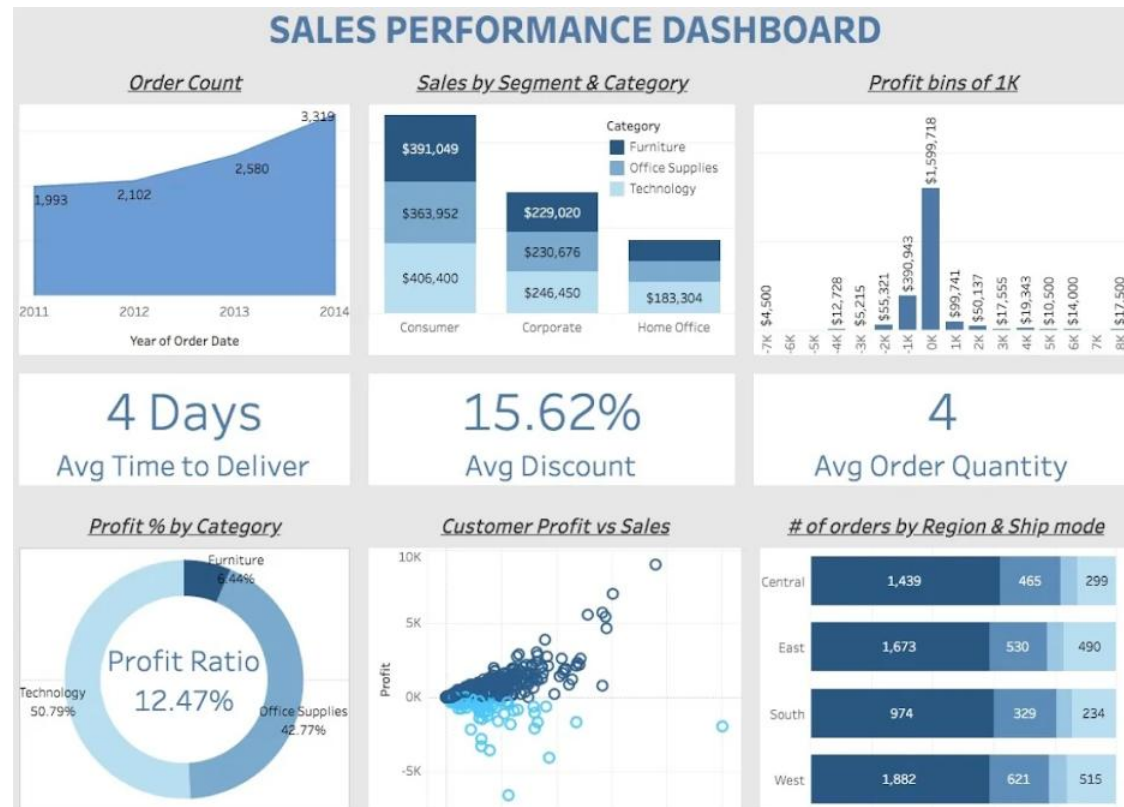 SALES PERFORMANCE DASHBOARD
Order Count
3,319
2,580
2,102
1,993
2011 2012 2013 2014
Year of Order Date
Sales by Segment & Category
Category
Furniture
Office Supplies
Technology
$391,049
$363,952
$406,400
$229,020
$230,676
$246,450
$183,304
Consumer Corporate Home Office
Profit bins of 1K
$4,500
$12,728
$5,215
$55,321
$390,943
$1,599,718
$99,741
$50,137
$17,555
$19,343
$10,500
$14,000
$17,500
-7K -6K -5K -4K -3K -2K -1K 0K 1K 2K 3K 4K 5K 6K 7K 8K
4 Days
Avg Time to Deliver
15.62%
Avg Discount
4
Avg Order Quantity
Profit % by Category
Furniture
6.44%
Profit Ratio
12.47%
Technology
50.79%
Office Supplies
42.77%
Customer Profit vs Sales
10K
5K
Profit
0K
-5K
# of orders by Region & Ship mode
Central 1,439 465 299
East 1,673 530 490
South 974 329 234
West 1,882 621 515